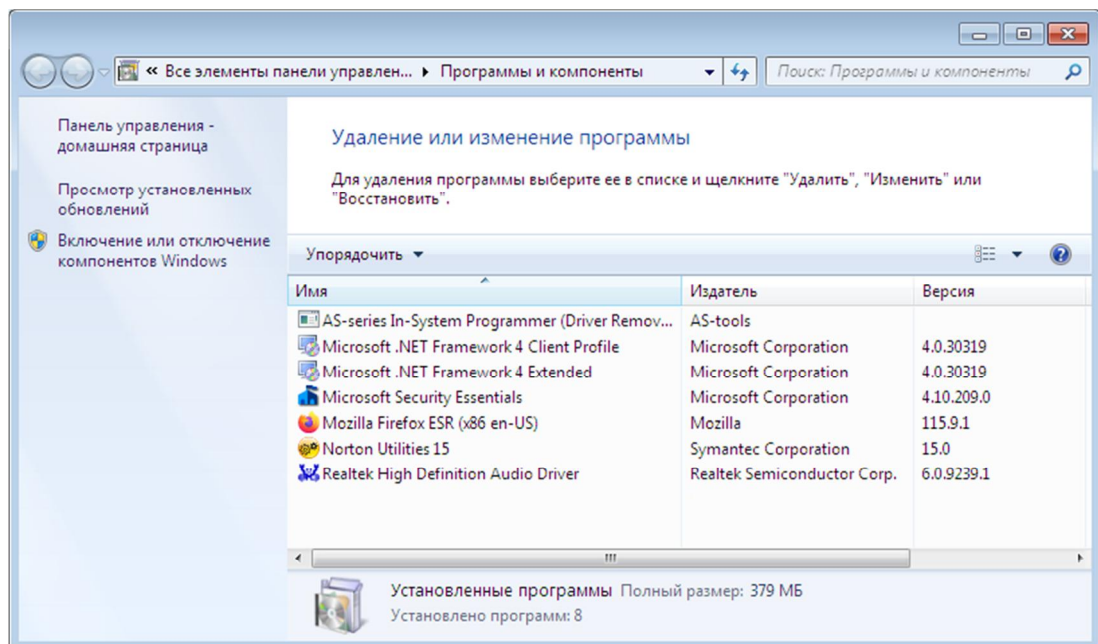 « Все элементы панели управлен... ▸ Программы и компоненты
Поиск: Программы и компоненты
Панель управления -
домашняя страница
Просмотр установленных
обновлений
Включение или отключение
компонентов Windows
Удаление или изменение программы
Для удаления программы выберите ее в списке и щелкните "Удалить", "Изменить" или
"Восстановить".
Упорядочить
Имя Издатель Версия
AS-series In-System Programmer (Driver Remov... AS-tools
Microsoft .NET Framework 4 Client Profile Microsoft Corporation 4.0.30319
Microsoft .NET Framework 4 Extended Microsoft Corporation 4.0.30319
Microsoft Security Essentials Microsoft Corporation 4.10.209.0
Mozilla Firefox ESR (x86 en-US) Mozilla 115.9.1
Norton Utilities 15 Symantec Corporation 15.0
Realtek High Definition Audio Driver Realtek Semiconductor Corp. 6.0.9239.1
Установленные программы Полный размер: 379 МБ
Установлено программ: 8